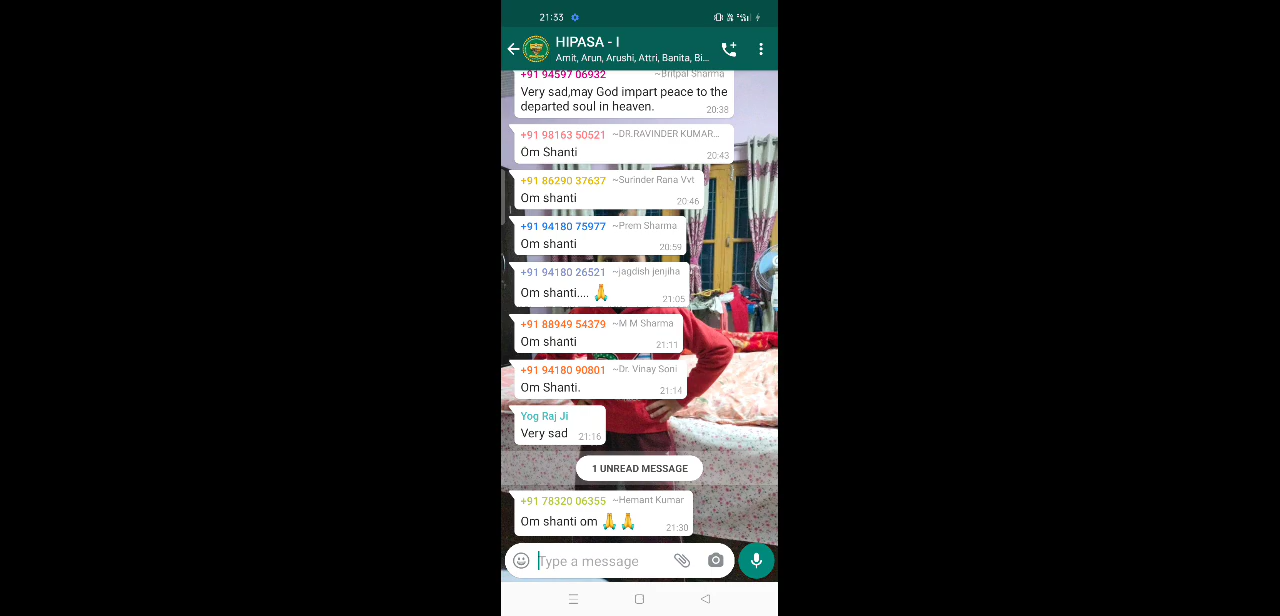 21:33
HIPASA - I
Amit, Arun, Arushi, Attri, Banita, Bi...
+91 94597 06932 ~Britpal Sharma
Very sad,may God impart peace to the
departed soul in heaven. 20:38
+91 98163 50521 ~DR.RAVINDER KUMAR...
Om Shanti 20:43
+91 86290 37637 ~Surinder Rana Vvt
Om shanti 20:46
+91 94180 75977 ~Prem Sharma
Om shanti 20:59
+91 94180 26521 ~jagdish jenjiha
Om shanti.... 🙏 21:05
+91 88949 54379 ~M M Sharma
Om shanti 21:11
+91 94180 90801 ~Dr. Vinay Soni
Om Shanti. 21:14
Yog Raj Ji
Very sad 21:16
1 UNREAD MESSAGE
+91 78320 06355 ~Hemant Kumar
Om shanti om 🙏 🙏 21:30
Type a message